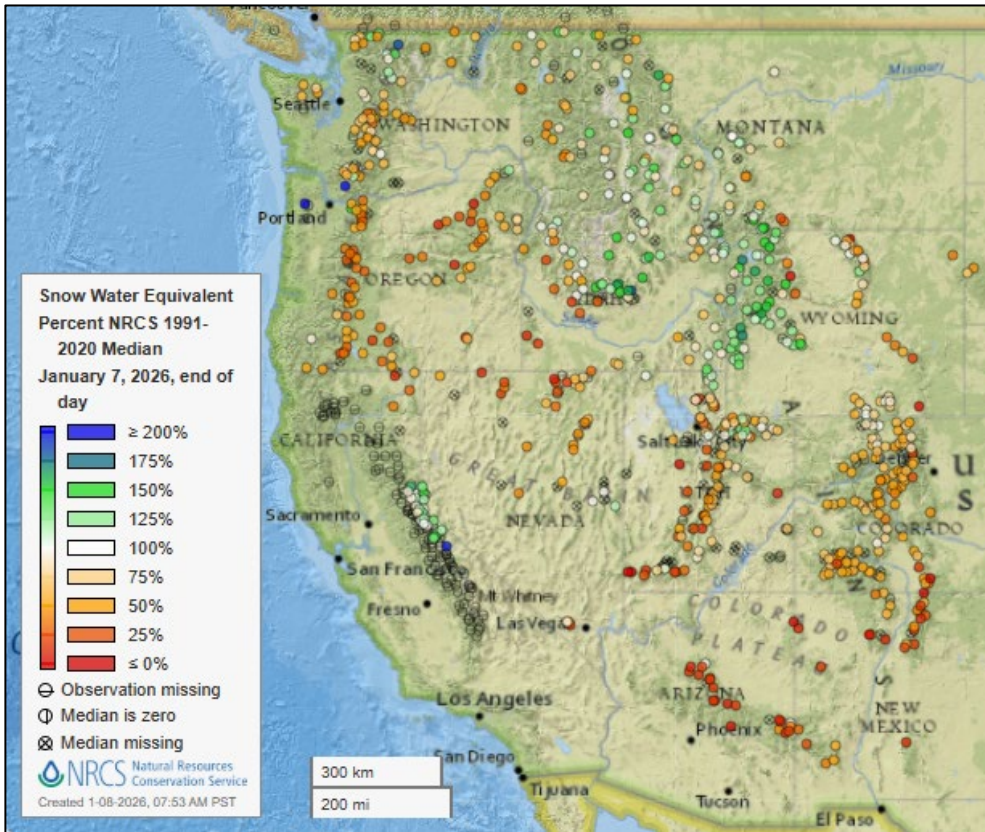 Vancouver
Seattle
WASHINGTON
MONTANA
Missouri
Portland
OREGON
WYOMING
Snake
CALIFORNIA
Salt Lake City
Denver
U
S
GREAT BASIN
UTAH
NEVADA
COLORADO
Sacramento
San Francisco
Colorado
Mt Whitney
Fresno
Las Vegas
COLORADO
PLATEAU
Los Angeles
ARIZONA
NEW
MEXICO
Phoenix
San Diego
Tijuana
Tucson
El Paso
Snow Water Equivalent
Percent NRCS 1991-
2020 Median
January 7, 2026, end of
day
≥ 200%
175%
150%
125%
100%
75%
50%
25%
≤ 0%
Observation missing
Median is zero
Median missing
NRCS Natural Resources
Conservation Service
Created 1-08-2026, 07:53 AM PST
300 km
200 mi